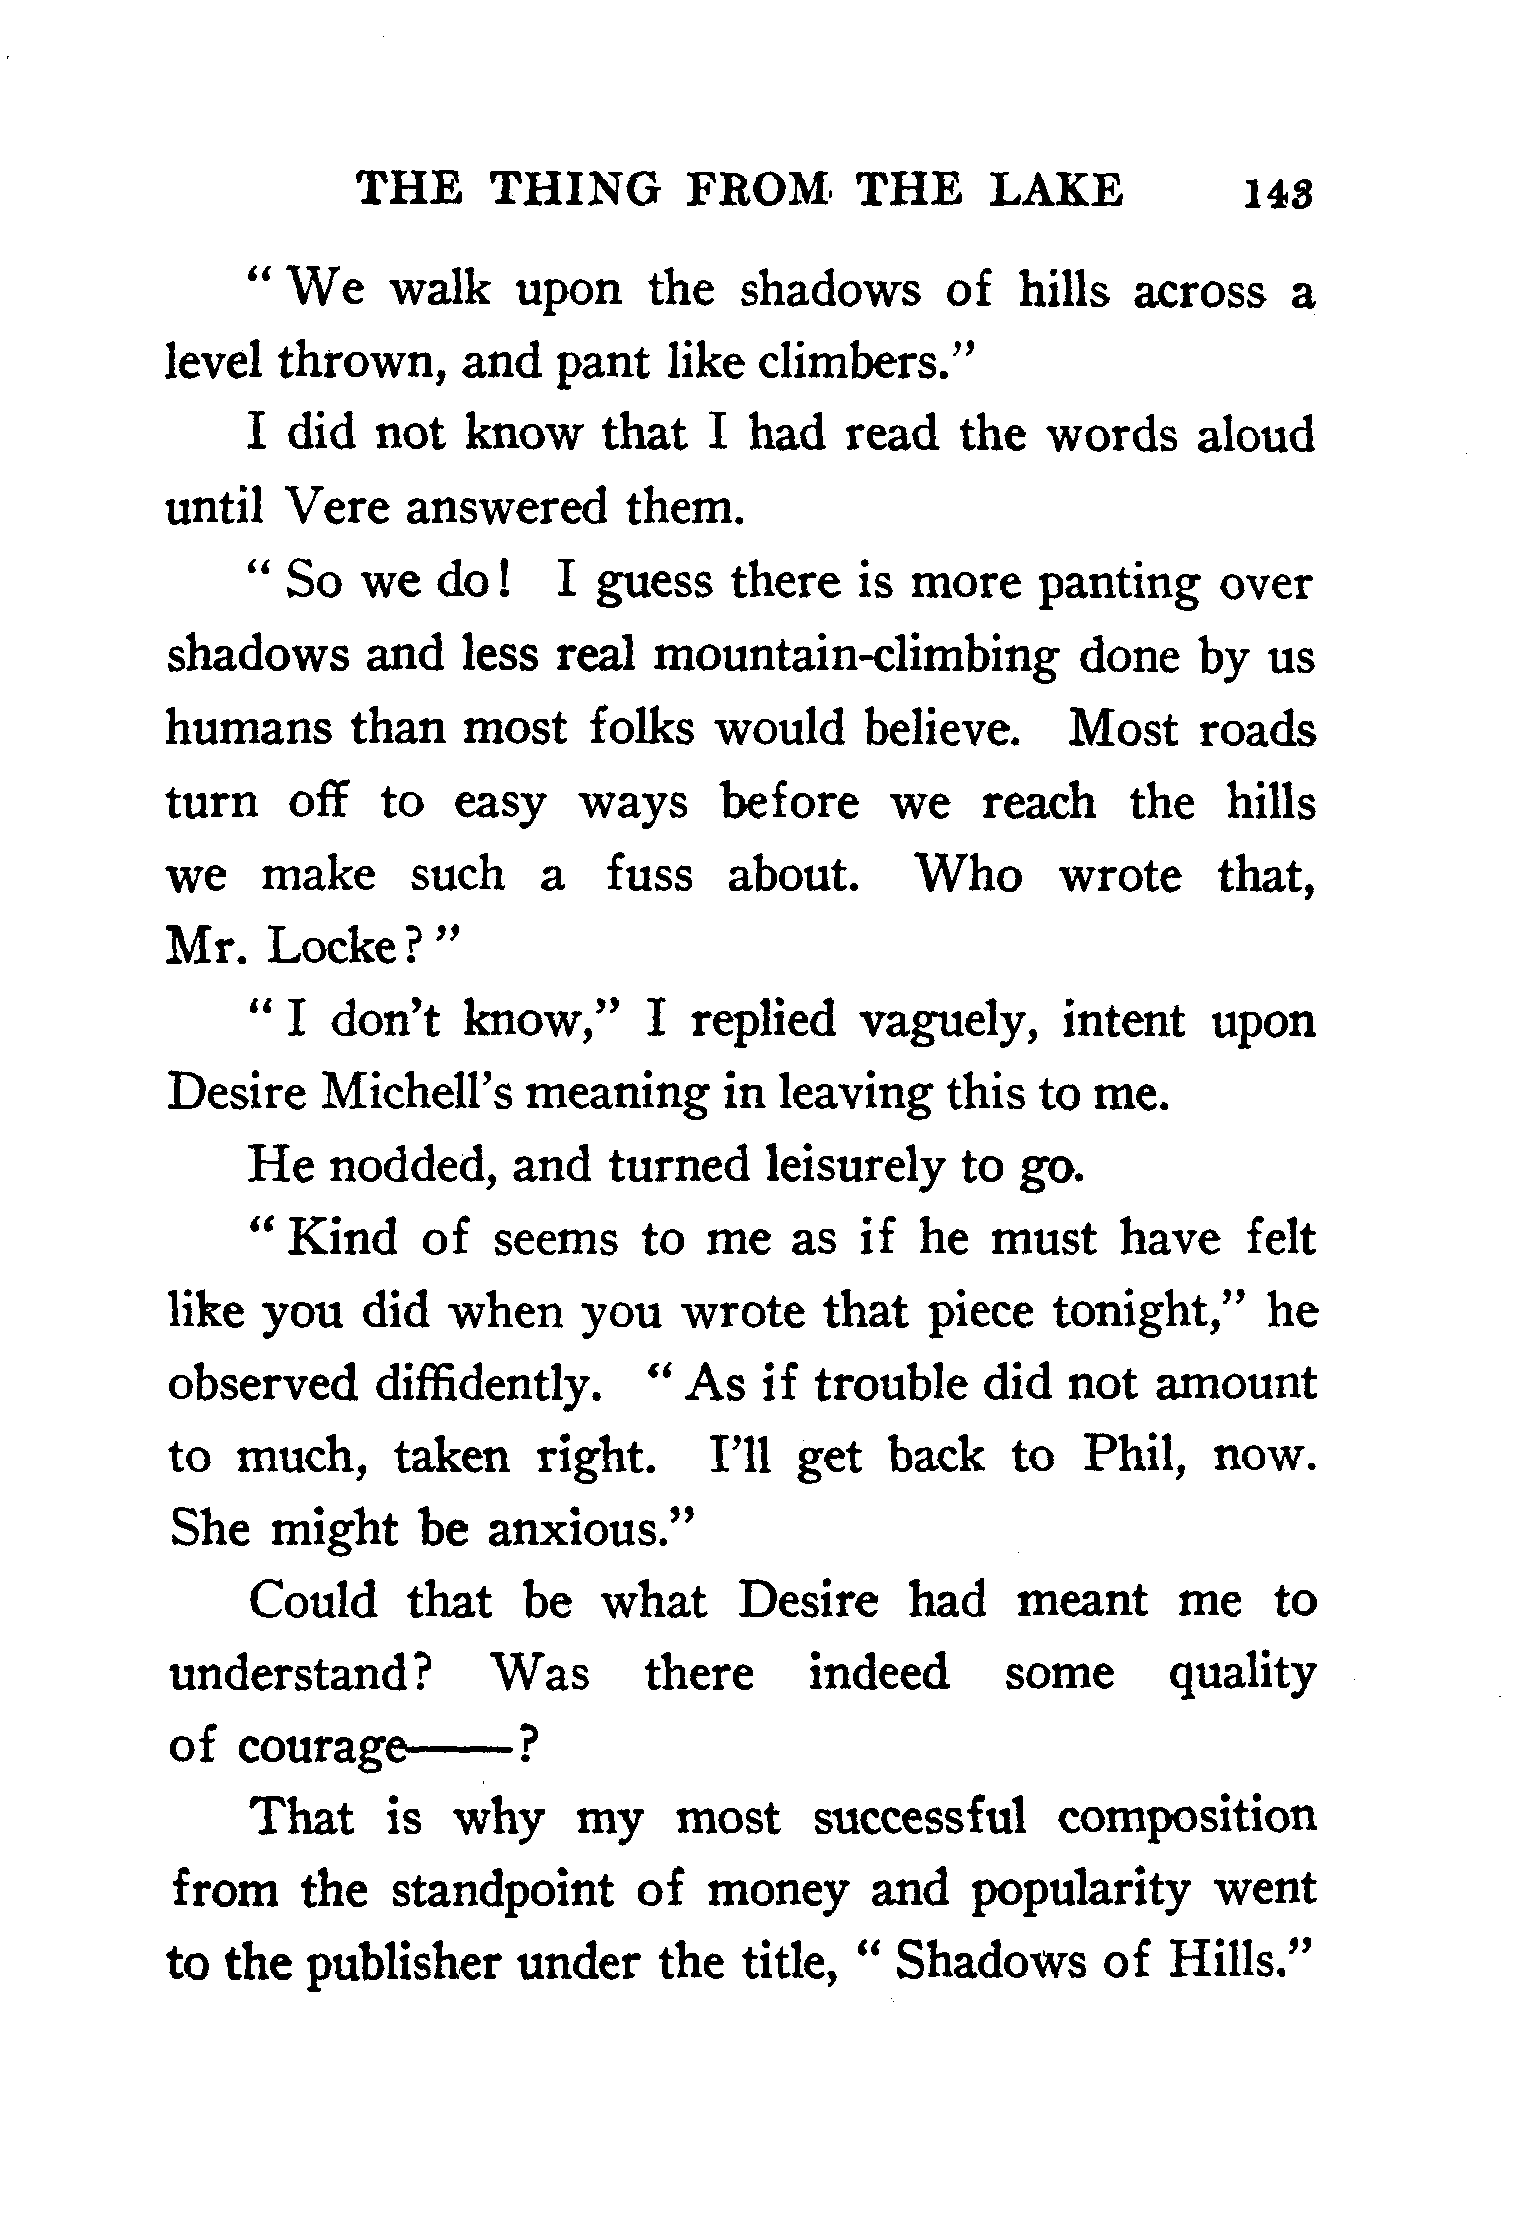 THE THING FROM THE LAKE 143
“ We walk upon the shadows of hills across a
level thrown, and pant like climbers.”
I did not know that I had read the words aloud
until Vere answered them.
“ So we do! I guess there is more panting over
shadows and less real mountain-climbing done by us
humans than most folks would believe. Most roads
turn off to easy ways before we reach the hills
we make such a fuss about. Who wrote that,
Mr. Locke? ”
“ I don’t know,” I replied vaguely, intent upon
Desire Michell’s meaning in leaving this to me.
He nodded, and turned leisurely to go.
“ Kind of seems to me as if he must have felt
like you did when you wrote that piece tonight,” he
observed diffidently. “ As if trouble did not amount
to much, taken right. I’ll get back to Phil, now.
She might be anxious.”
Could that be what Desire had meant me to
understand? Was there indeed some quality
of courage——?
That is why my most successful composition
from the standpoint of money and popularity went
to the publisher under the title, “ Shadows of Hills.”